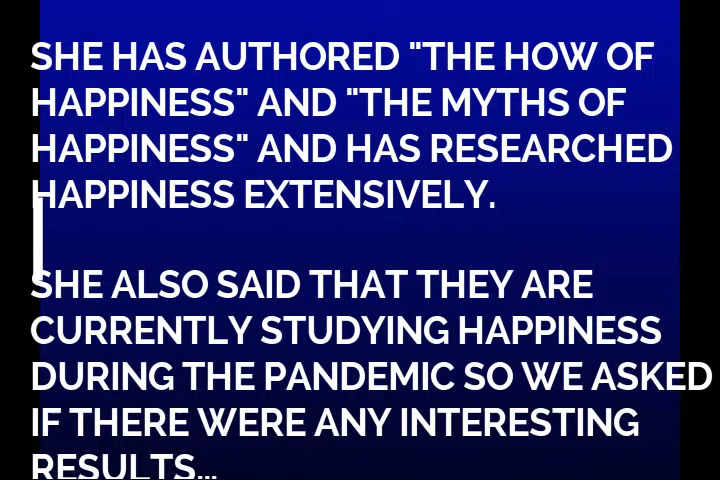 SHE HAS AUTHORED "THE HOW OF
HAPPINESS" AND "THE MYTHS OF
HAPPINESS" AND HAS RESEARCHED
HAPPINESS EXTENSIVELY.
SHE ALSO SAID THAT THEY ARE
CURRENTLY STUDYING HAPPINESS
DURING THE PANDEMIC SO WE ASKED
IF THERE WERE ANY INTERESTING
RESULTS...